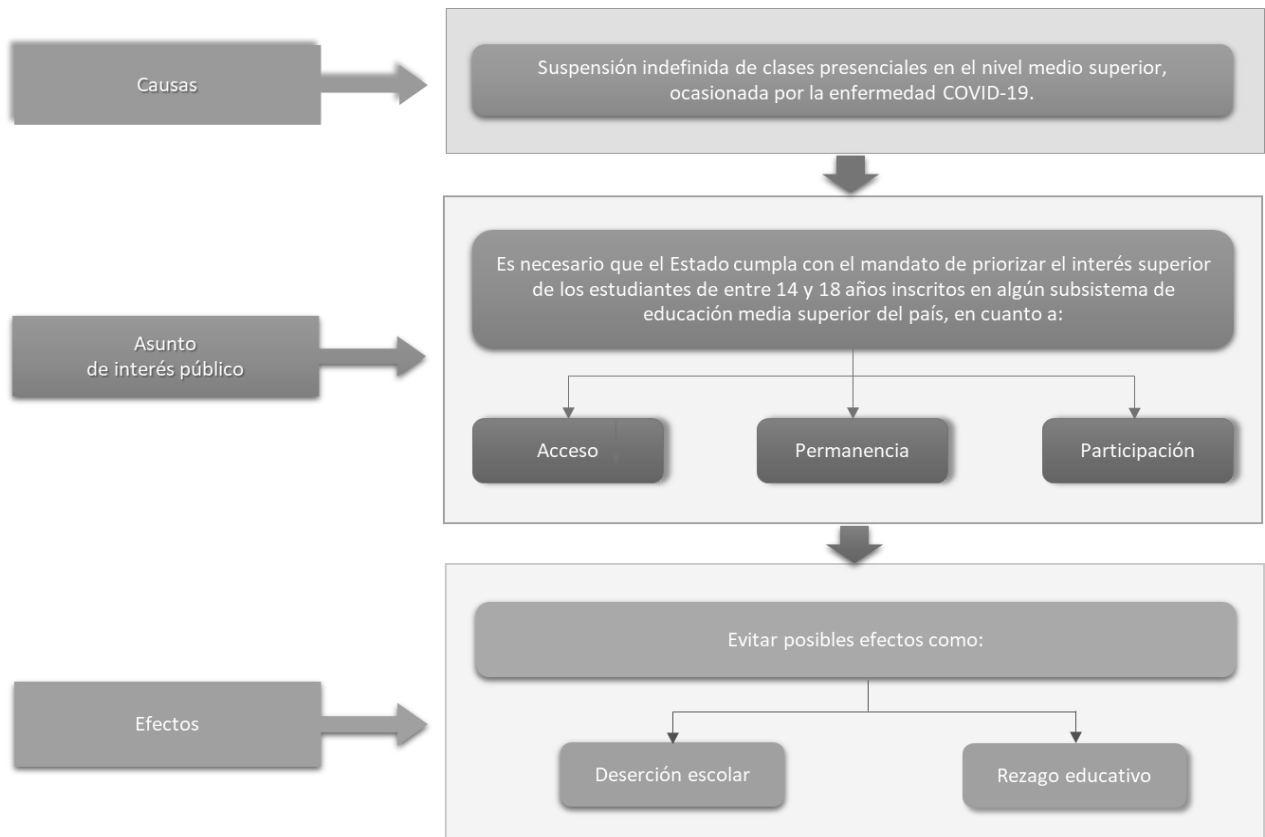 Causas
Suspensión indefinida de clases presenciales en el nivel medio superior,
ocasionada por la enfermedad COVID-19.
Asunto
de interés público
Es necesario que el Estado cumpla con el mandato de priorizar el interés superior
de los estudiantes de entre 14 y 18 años inscritos en algún subsistema de
educación media superior del país, en cuanto a:
Acceso
Permanencia
Participación
Efectos
Evitar posibles efectos como:
Deserción escolar
Rezago educativo